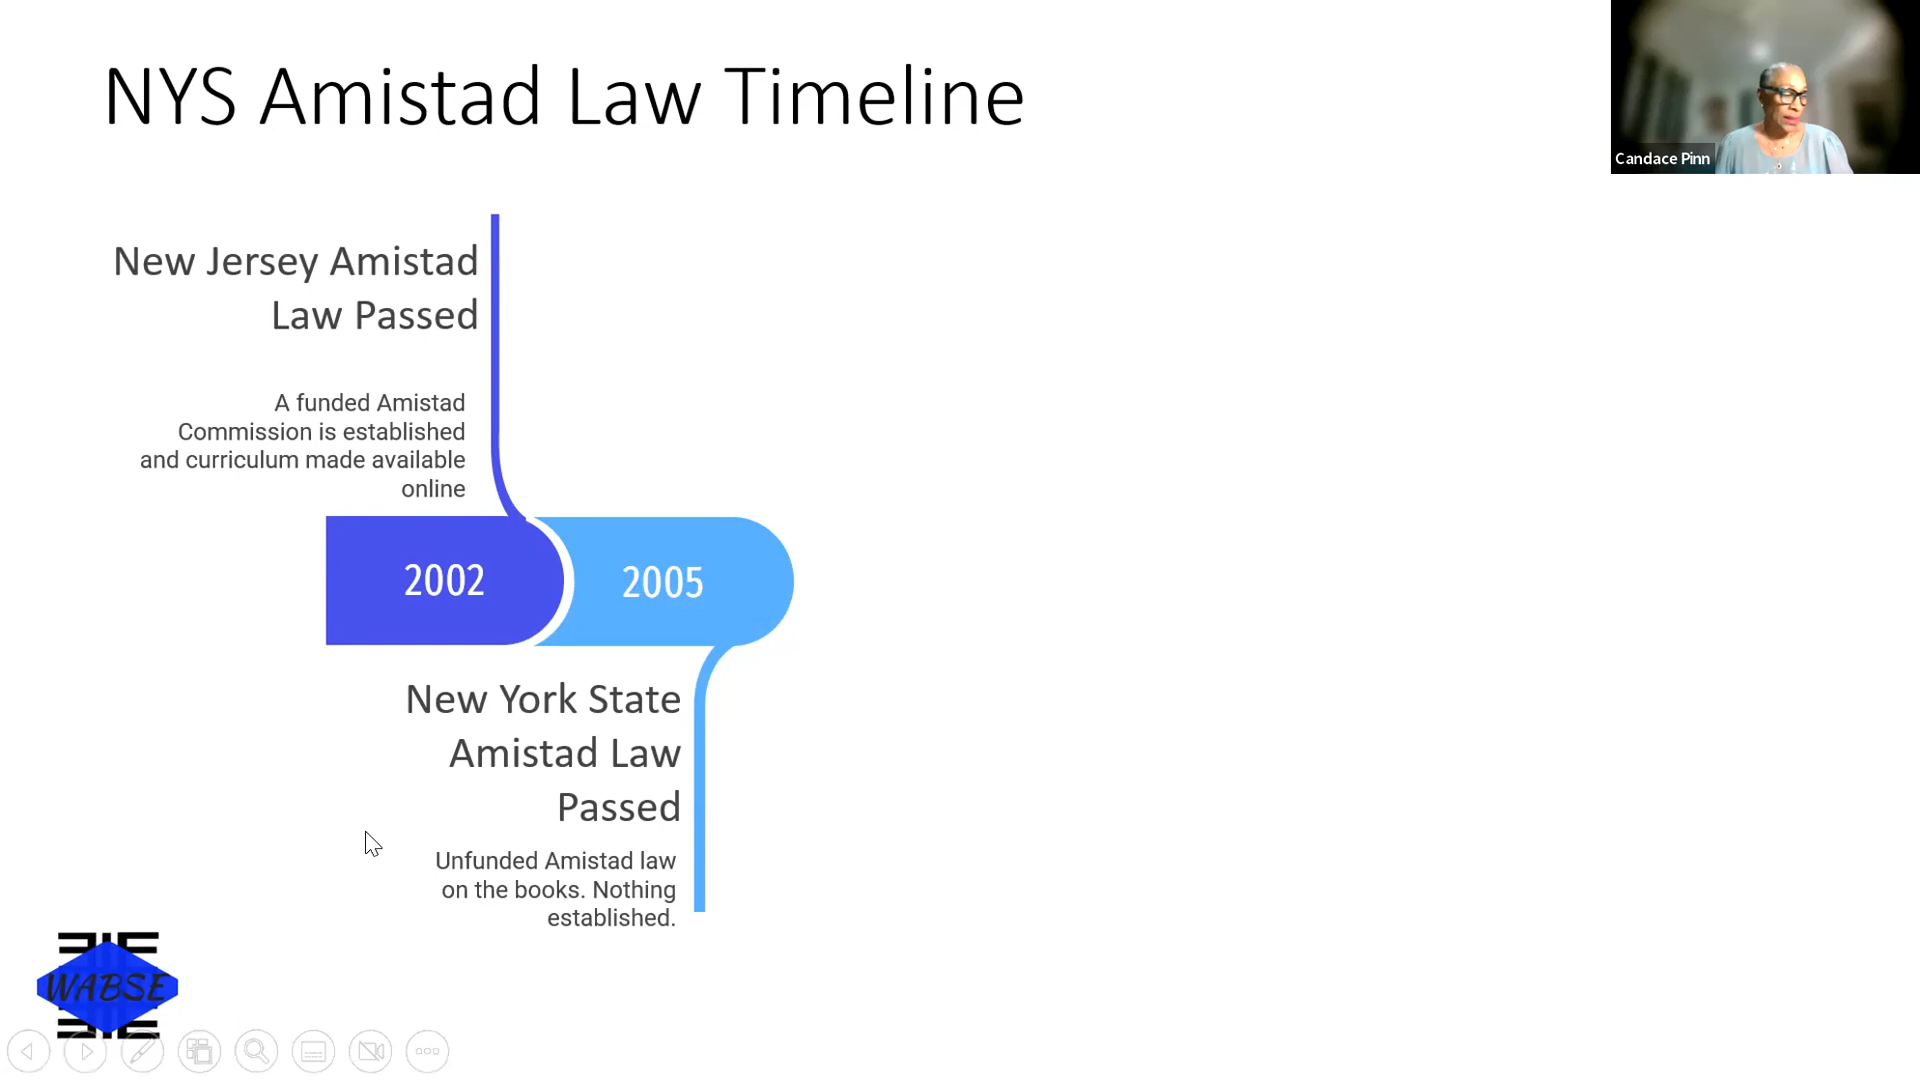 NYS Amistad Law Timeline
Candace Pinn
New Jersey Amistad
Law Passed
A funded Amistad
Commission is established
and curriculum made available
online
2002
2005
New York State
Amistad Law
Passed
Unfunded Amistad law
on the books. Nothing
established.
WABSE